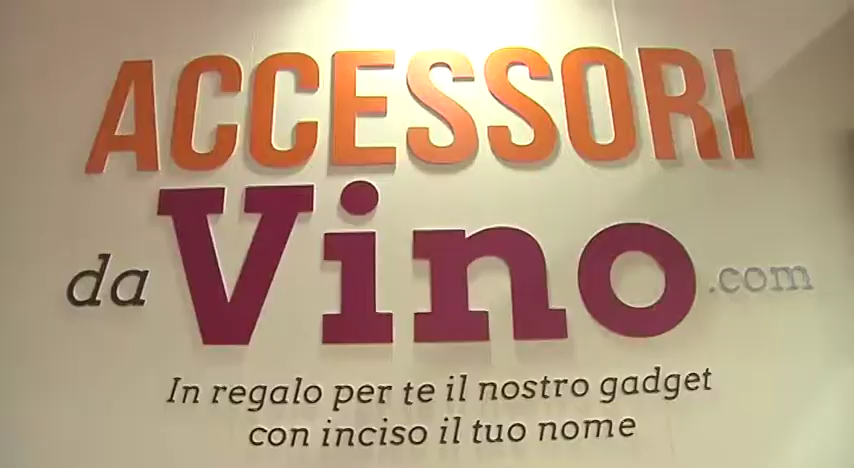 ACCESSORI
da Vino.com
In regalo per te il nostro gadget
con inciso il tuo nome